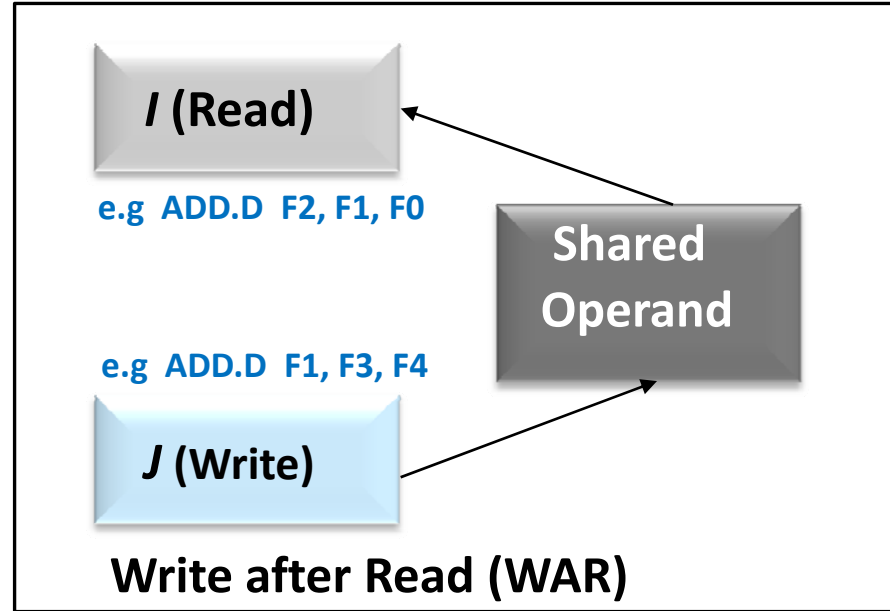 I (Read)
e.g ADD.D F2, F1, F0
Shared
Operand
e.g ADD.D F1, F3, F4
J (Write)
Write after Read (WAR)